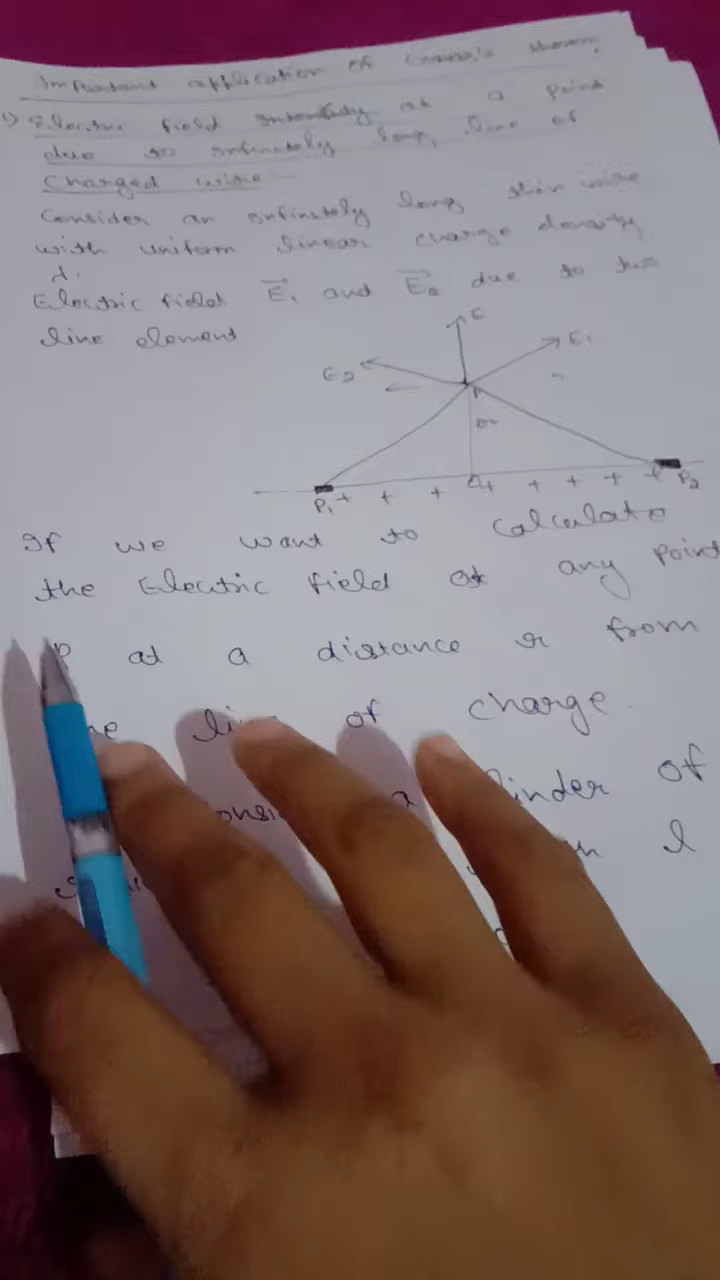 Important application of Gauss's theorem
1) Electric field intensity at a point
due to infinitely long line of
charged wire
Consider an infinitely long thin wire
with uniform linear charge density
λ.
Electric field E₁ and E₂ due to two
line element
E
E₁
E₂
P
r
O
P₁ + + + + + + + + P₂
If we want to calculate
the Electric field at any point
P at a distance r from
of charge.
a
of
l